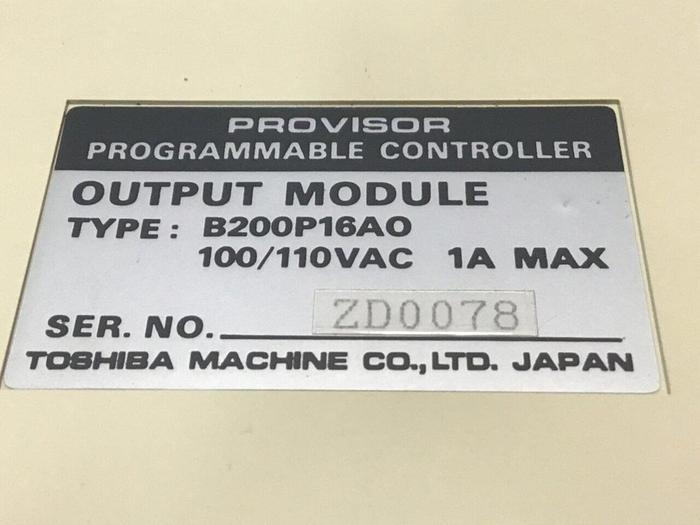 PROVISOR
PROGRAMMABLE CONTROLLER
OUTPUT MODULE
TYPE: B200P16AO
100/110VAC 1A MAX
SER. NO. ZD0078
TOSHIBA MACHINE CO.,LTD. JAPAN